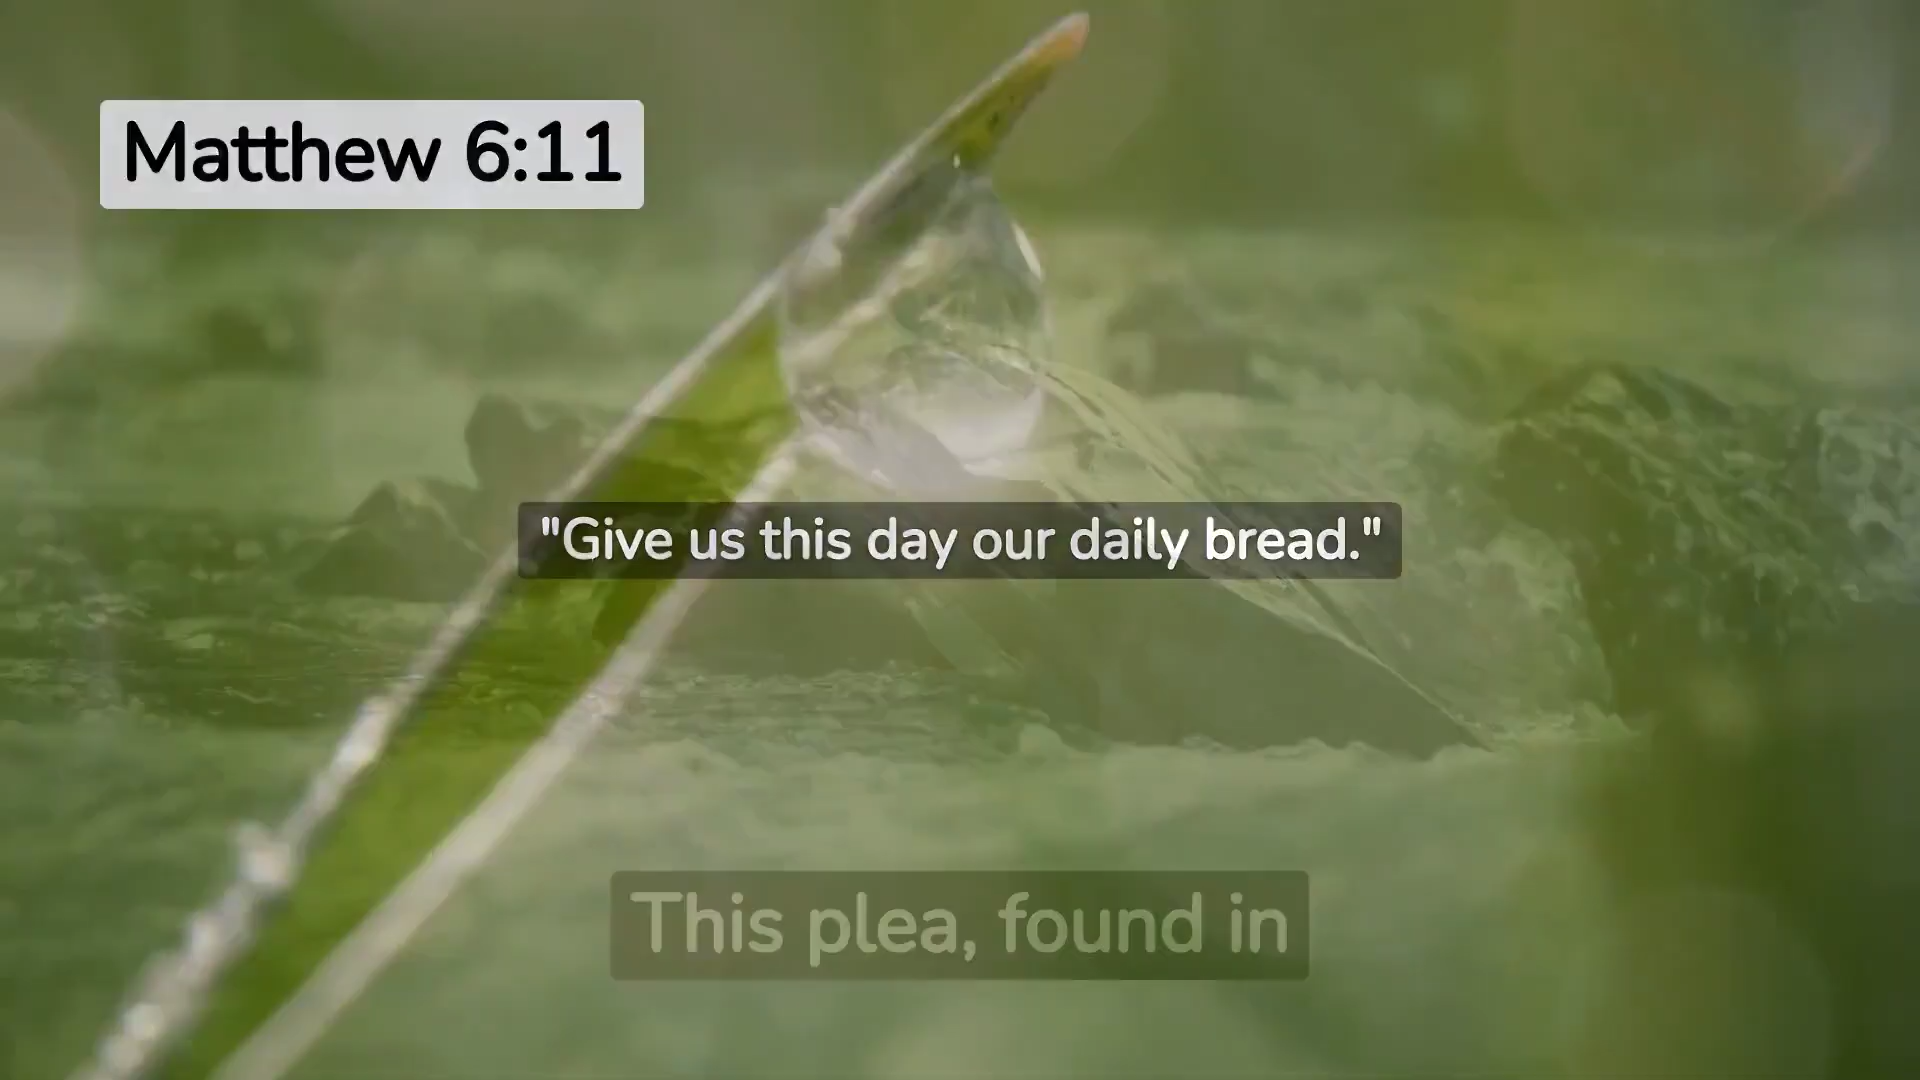 Matthew 6:11
"Give us this day our daily bread."
This plea, found in